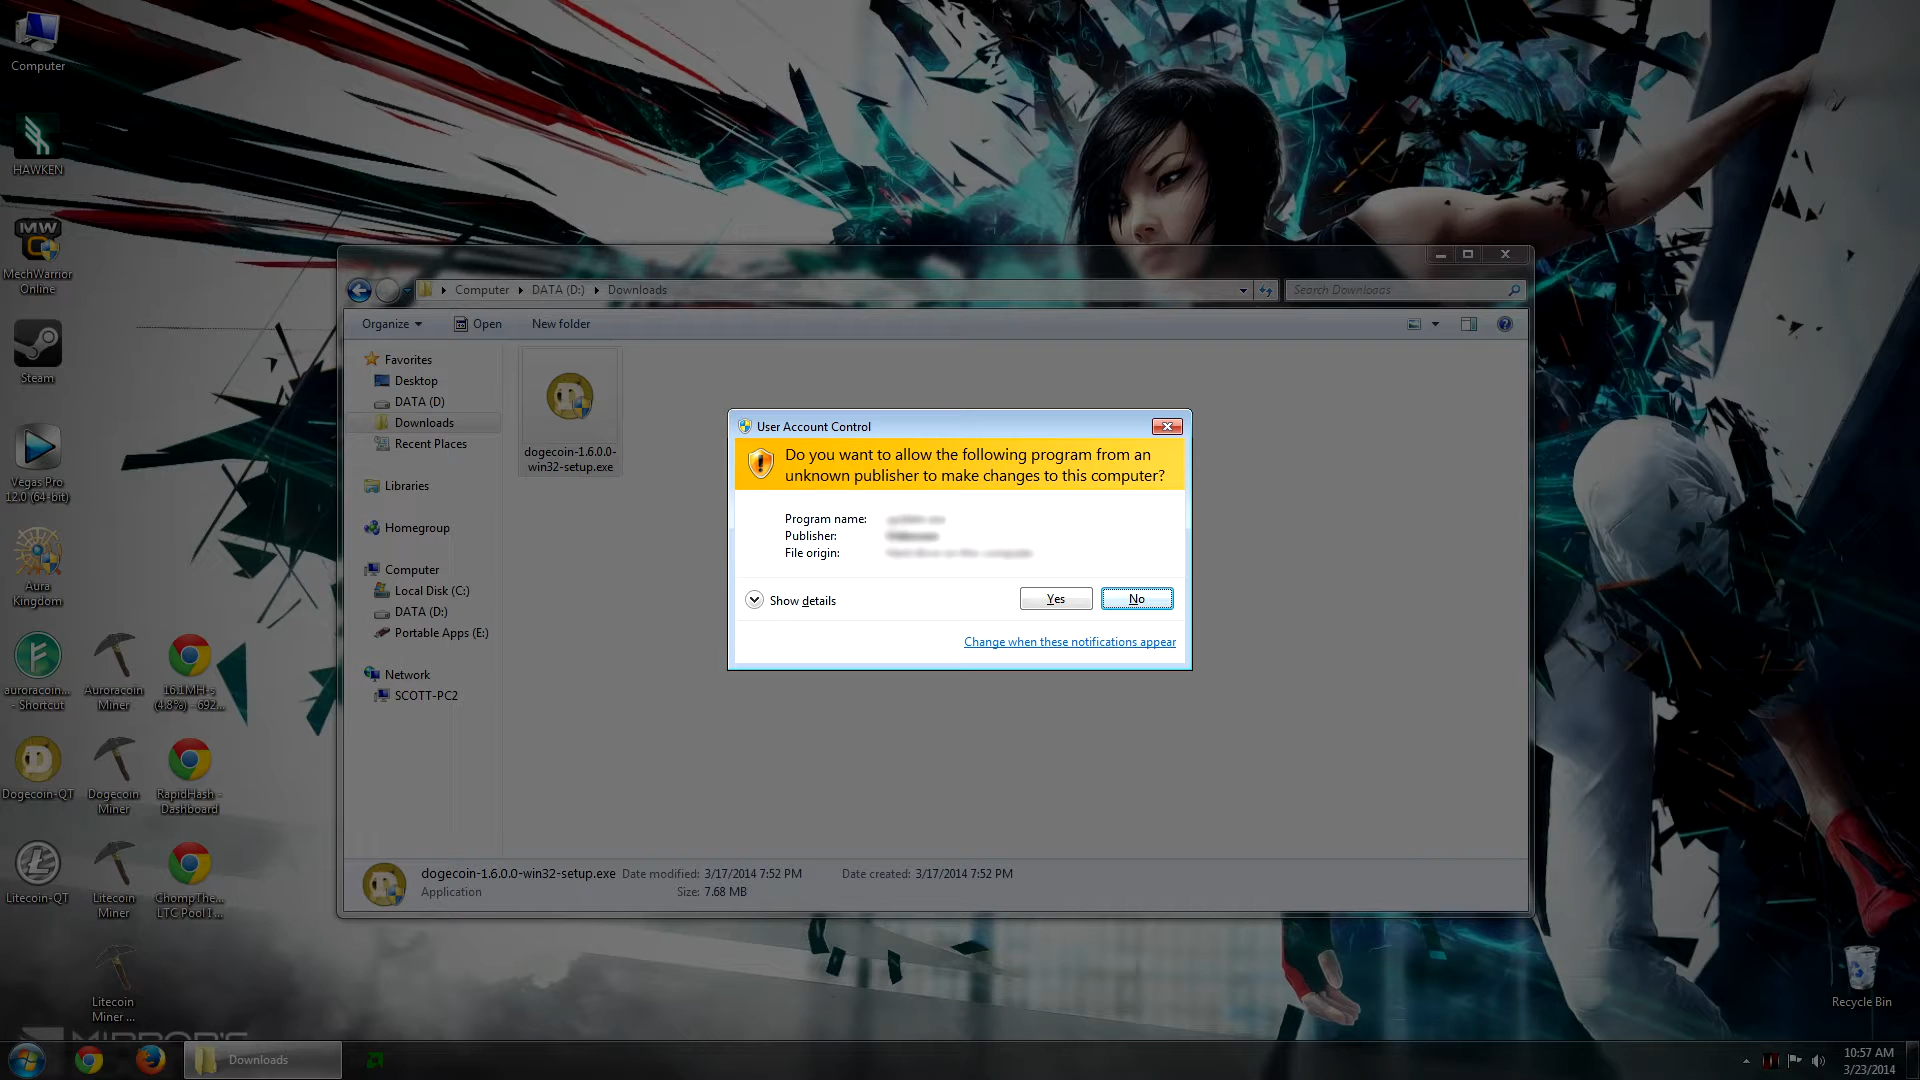 Computer
HAWKEN
MechWarrior
Online
Steam
Vegas Pro
12.0 (64-bit)
Aura
Kingdom
auroracoin...
- Shortcut
Auroracoin
Miner
16.1MH-s
(4.8%) - 692...
Dogecoin-QT
Dogecoin
Miner
RapidHash -
Dashboard
Litecoin-QT
Litecoin
Miner
ChompThe...
LTC Pool I...
Litecoin
Miner ...
Computer
DATA (D:)
Downloads
Search Downloads
Organize
Open
New folder
Favorites
Desktop
DATA (D)
Downloads
Recent Places
Libraries
Homegroup
Computer
Local Disk (C:)
DATA (D:)
Portable Apps (E:)
Network
SCOTT-PC2
dogecoin-1.6.0.0-
win32-setup.exe
User Account Control
Do you want to allow the following program from an
unknown publisher to make changes to this computer?
Program name:
Publisher:
File origin:
Show details
Yes
No
Change when these notifications appear
dogecoin-1.6.0.0-win32-setup.exe Date modified: 3/17/2014 7:52 PM Date created: 3/17/2014 7:52 PM
Application Size: 7.68 MB
Recycle Bin
MIRROR'S
Downloads
10:57 AM
3/23/2014